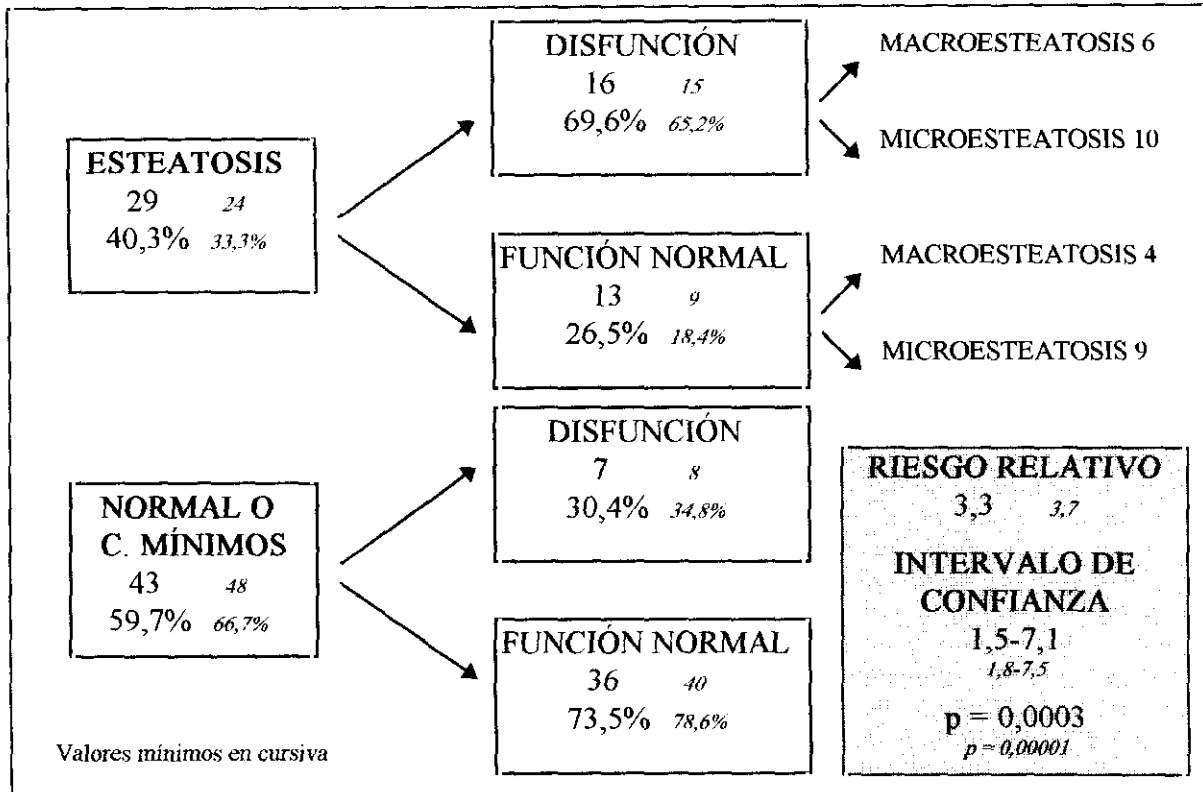 DISFUNCIÓN
16 15
69,6% 65,2%
MACROESTEATOSIS 6
MICROESTEATOSIS 10
ESTEATOSIS
29 24
40,3% 33,3%
FUNCIÓN NORMAL
13 9
26,5% 18,4%
MACROESTEATOSIS 4
MICROESTEATOSIS 9
DISFUNCIÓN
7 8
30,4% 34,8%
NORMAL O
C. MÍNIMOS
43 48
59,7% 66,7%
FUNCIÓN NORMAL
36 40
73,5% 78,6%
RIESGO RELATIVO
3,3 3,7
INTERVALO DE
CONFIANZA
1,5-7,1
1,8-7,5
p = 0,0003
p = 0,00001
Valores mínimos en cursiva